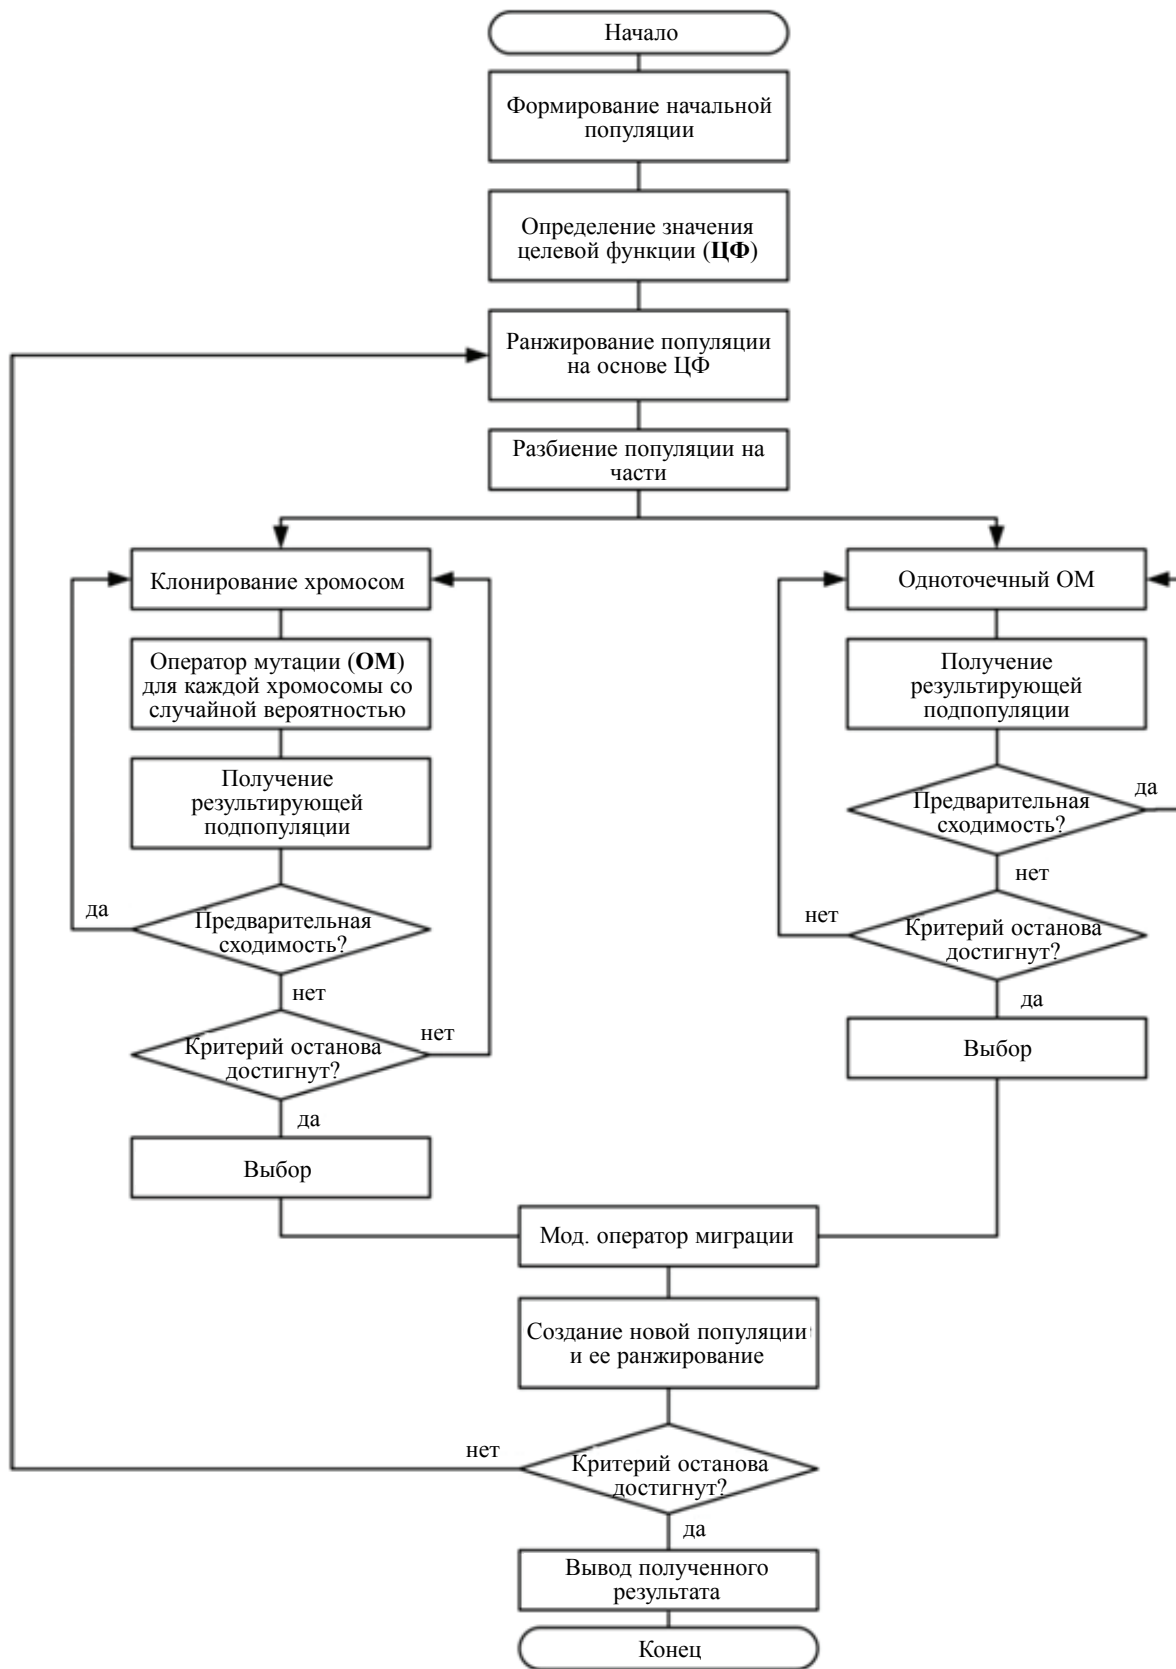 Начало
Формирование начальной
популяции
Определение значения
целевой функции (ЦФ)
Ранжирование популяции
на основе ЦФ
Разбиение популяции на
части
Клонирование хромосом
Оператор мутации (ОМ)
для каждой хромосомы со
случайной вероятностью
Получение
результирующей
подпопуляции
да
Предварительная
сходимость?
нет
нет
Критерий останова
достигнут?
да
Выбор
Одноточечный ОМ
Получение
результирующей
подпопуляции
да
Предварительная
сходимость?
нет
нет
Критерий останова
достигнут?
да
Выбор
Мод. оператор миграции
Создание новой популяции
и ее ранжирование
нет
Критерий останова
достигнут?
да
Вывод полученного
результата
Конец